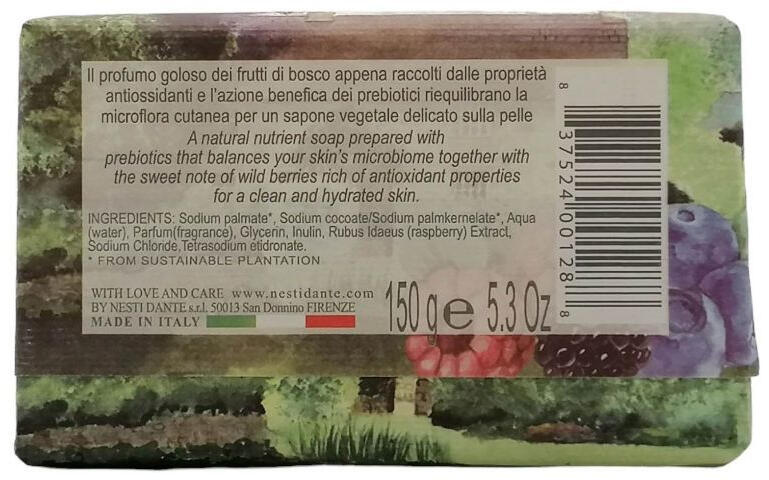 Il profumo goloso dei frutti di bosco appena raccolti dalle proprietà
antiossidanti e l'azione benefica dei prebiotici riequilibrano la
microflora cutanea per un sapone vegetale delicato sulla pelle
A natural nutrient soap prepared with
prebiotics that balances your skin's microbiome together with
the sweet note of wild berries rich of antioxidant properties
for a clean and hydrated skin.
INGREDIENTS: Sodium palmate*, Sodium cocoate/Sodium palmkernelate*, Aqua
(water), Parfum(fragrance), Glycerin, Inulin, Rubus Idaeus (raspberry) Extract,
Sodium Chloride,Tetrasodium etidronate.
* FROM SUSTAINABLE PLANTATION
WITH LOVE AND CARE www.nestidante.com
BY NESTI DANTE s.r.l. 50013 San Donnino FIRENZE
MADE IN ITALY
150 g e 5.3 Oz
8 37524 00128 8